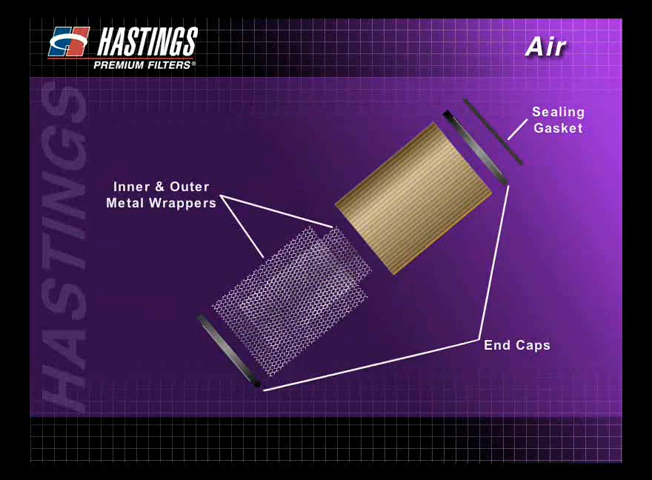 HASTINGS
PREMIUM FILTERS®
Air
HASTINGS
Sealing
Gasket
Inner & Outer
Metal Wrappers
End Caps